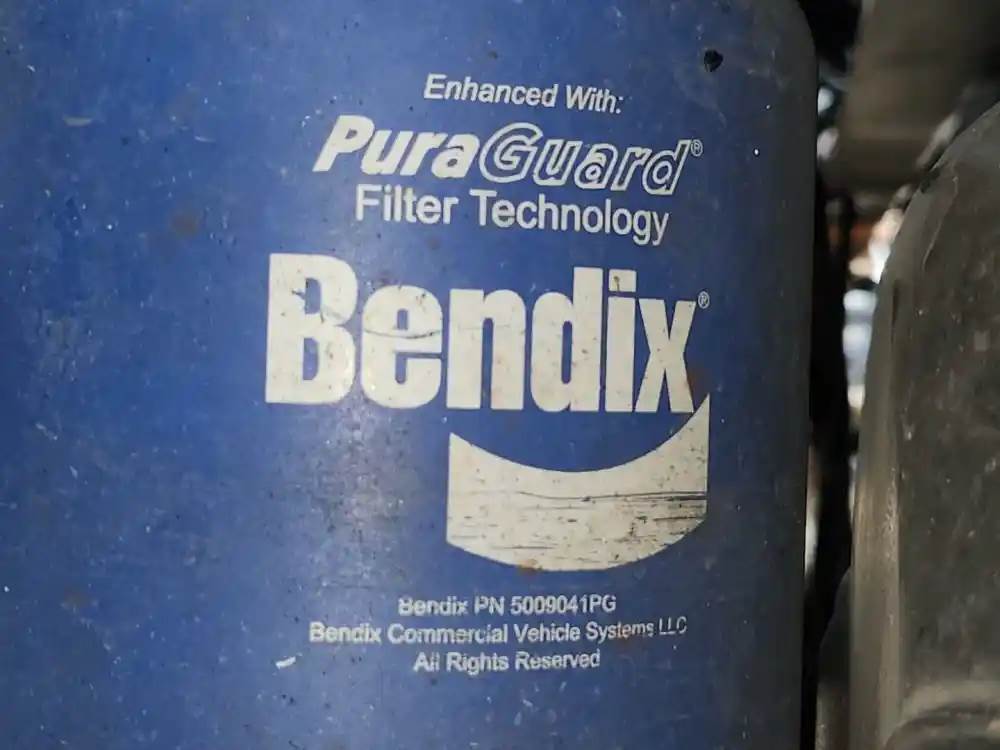 Enhanced With:
PuraGuard®
Filter Technology
Bendix®
Bendix PN 5009041PG
Bendix Commercial Vehicle Systems LLC
All Rights Reserved